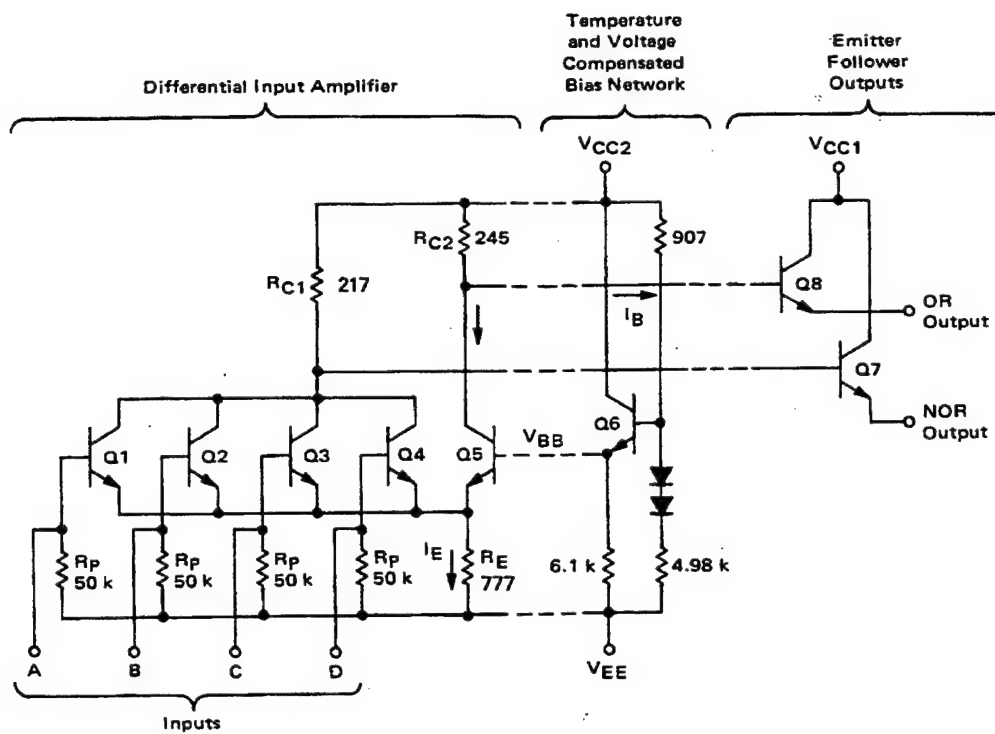 Temperature
and Voltage
Compensated
Bias Network
Emitter
Follower
Outputs
Differential Input Amplifier
VCC2
VCC1
RC2 245
907
RC1 217
Q8
IB
OR
Output
Q7
NOR
Output
Q1
Q2
Q3
Q4
Q5
VBB
Q6
RP
50 k
RP
50 k
RP
50 k
RP
50 k
IE
RE
777
6.1 k
4.98 k
A
B
C
D
VEE
Inputs